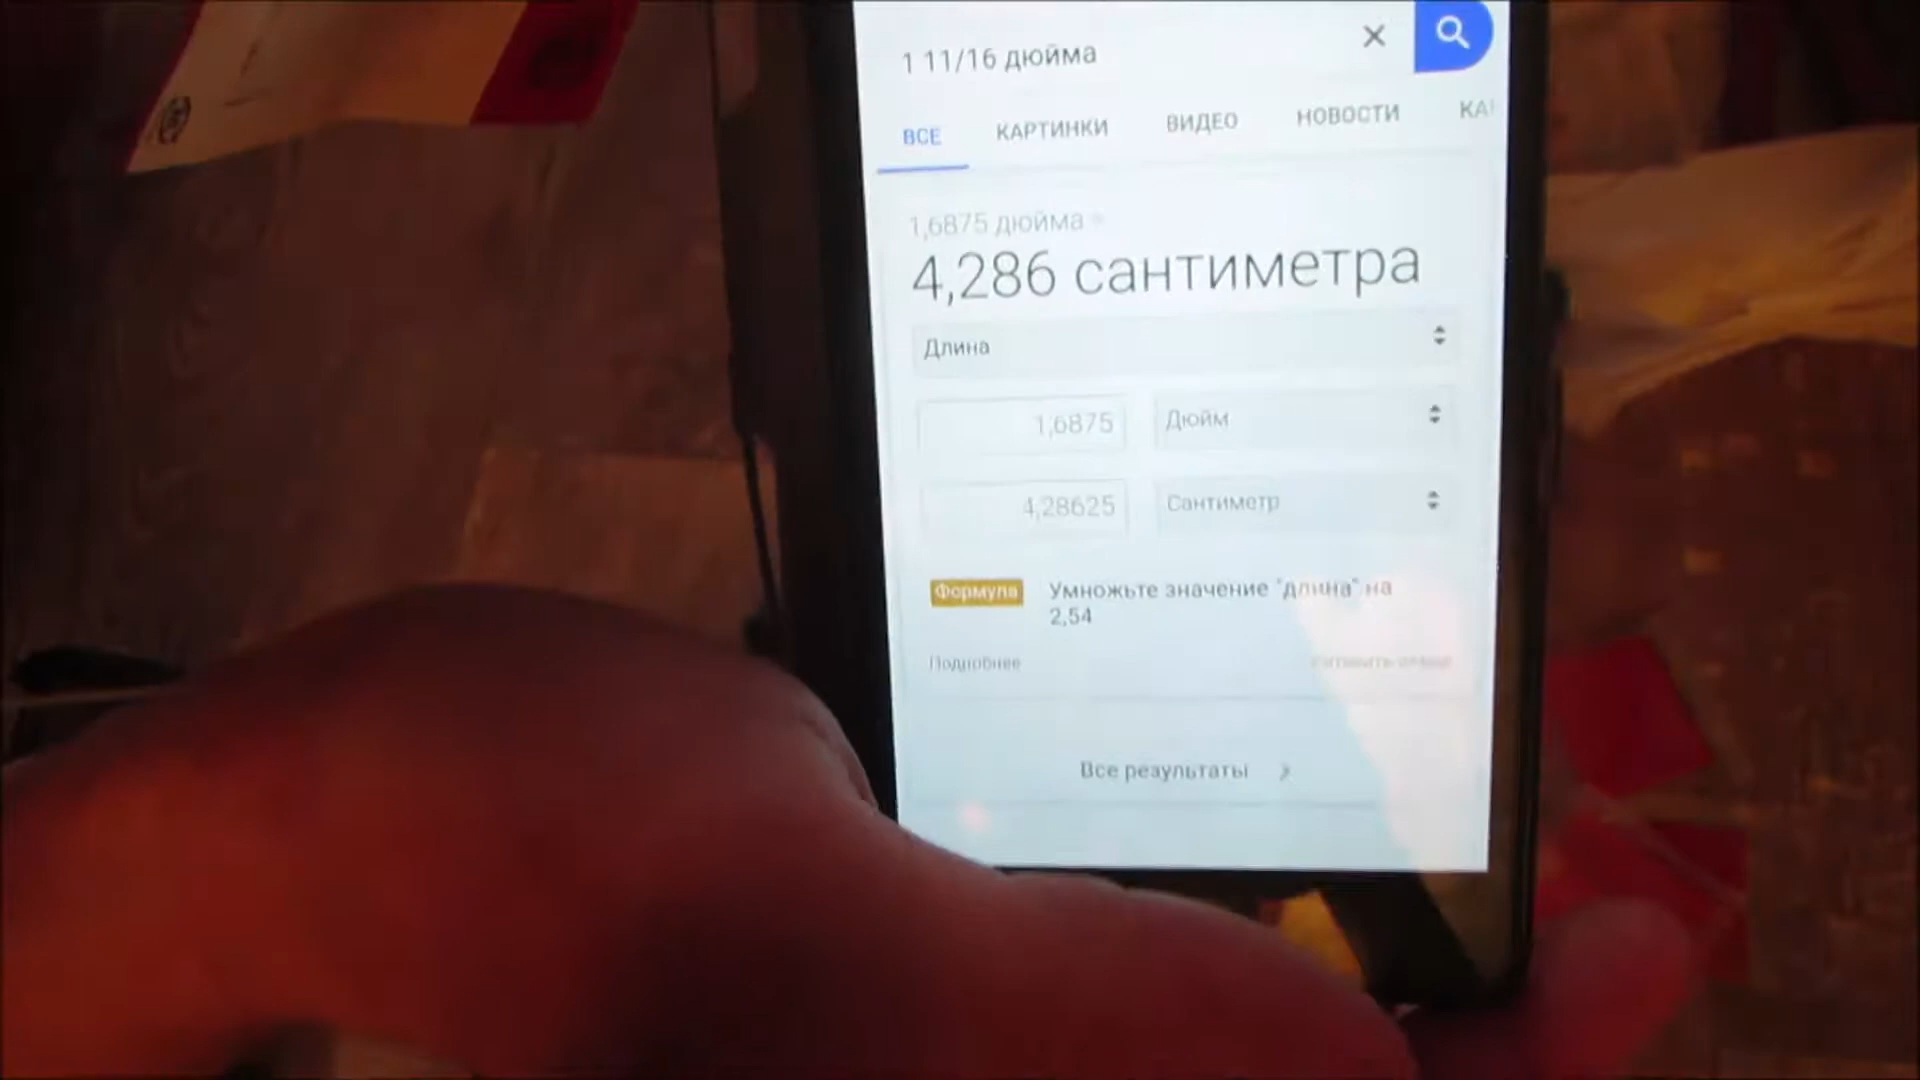 1 11/16 дюйма
ВСЕ КАРТИНКИ ВИДЕО НОВОСТИ КА
1,6875 дюйма =
4,286 сантиметра
Длина
1,6875 Дюйм
4,28625 Сантиметр
Формула Умножьте значение "длина" на
2,54
Подробнее
Все результаты